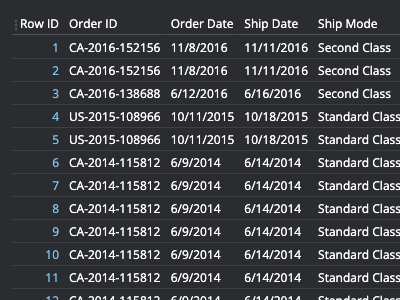 Row ID Order ID Order Date Ship Date Ship Mode
1 CA-2016-152156 11/8/2016 11/11/2016 Second Class
2 CA-2016-152156 11/8/2016 11/11/2016 Second Class
3 CA-2016-138688 6/12/2016 6/16/2016 Second Class
4 US-2015-108966 10/11/2015 10/18/2015 Standard Class
5 US-2015-108966 10/11/2015 10/18/2015 Standard Class
6 CA-2014-115812 6/9/2014 6/14/2014 Standard Class
7 CA-2014-115812 6/9/2014 6/14/2014 Standard Class
8 CA-2014-115812 6/9/2014 6/14/2014 Standard Class
9 CA-2014-115812 6/9/2014 6/14/2014 Standard Class
10 CA-2014-115812 6/9/2014 6/14/2014 Standard Class
11 CA-2014-115812 6/9/2014 6/14/2014 Standard Class
12 CA-2014-115812 6/9/2014 6/14/2014 Standard Class